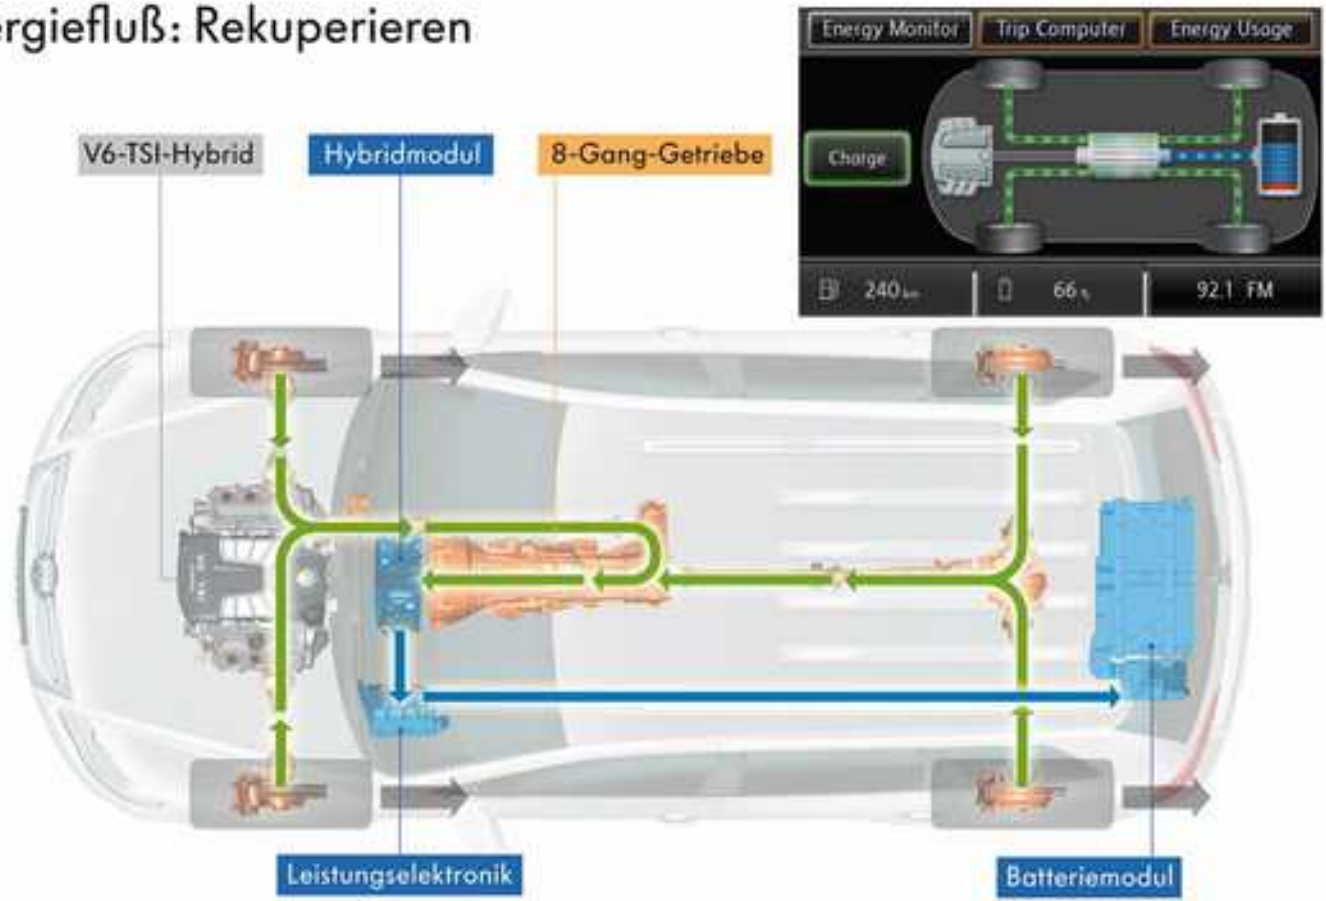 ergiefluß: Rekuperieren
Energy Monitor Trip Computer Energy Usage
V6-TSI-Hybrid Hybridmodul 8-Gang-Getriebe
Charge
240 km 66 % 92.1 FM
Leistungselektronik Batteriemodul